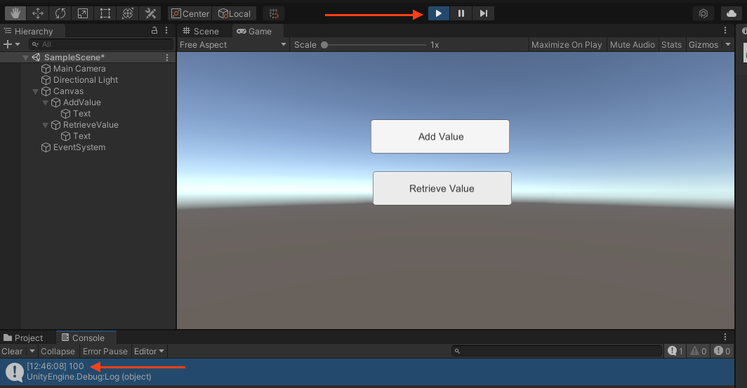 Center Local
Hierarchy
Scene Game
All
Free Aspect Scale 1x Maximize On Play Mute Audio Stats Gizmos
SampleScene*
Main Camera
Directional Light
Canvas
AddValue
Text
RetrieveValue
Text
EventSystem
Add Value
Retrieve Value
Project Console
Clear Collapse Error Pause Editor 1 0 0
[12:46:08] 100
UnityEngine.Debug:Log (object)